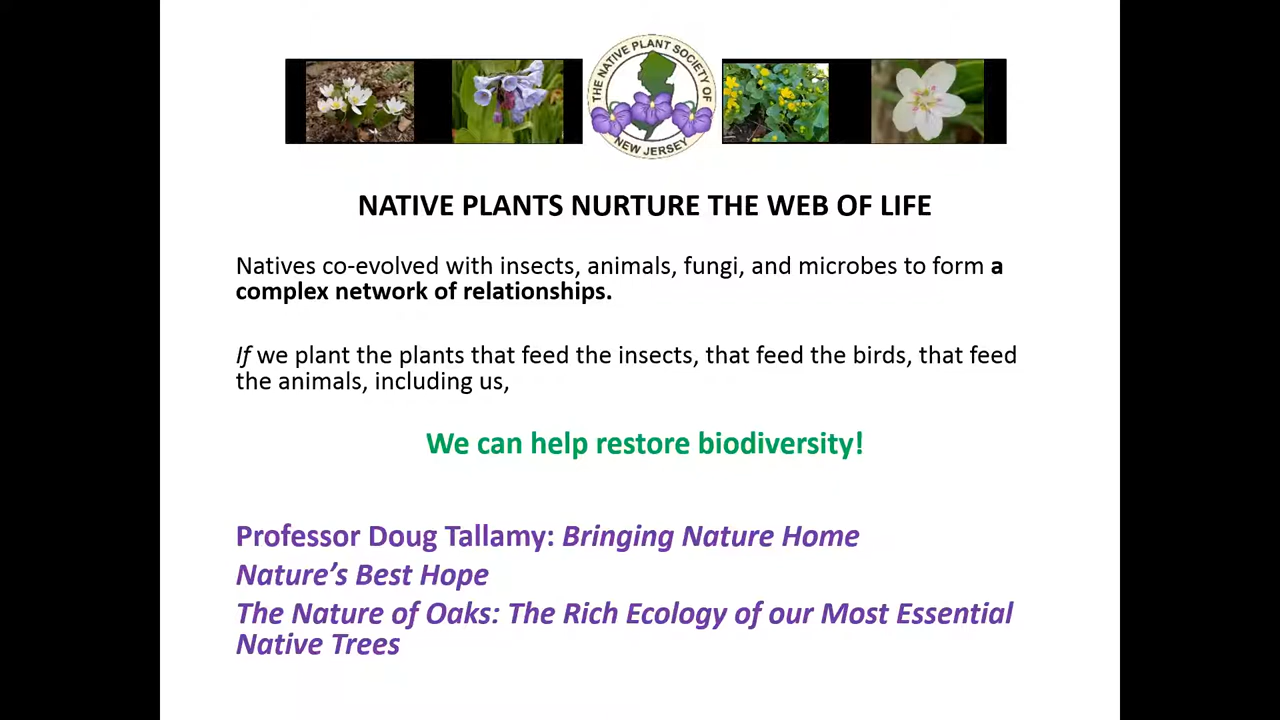 THE NATIVE PLANT SOCIETY OF
NEW JERSEY
NATIVE PLANTS NURTURE THE WEB OF LIFE
Natives co-evolved with insects, animals, fungi, and microbes to form a
complex network of relationships.
If we plant the plants that feed the insects, that feed the birds, that feed
the animals, including us,
We can help restore biodiversity!
Professor Doug Tallamy: Bringing Nature Home
Nature’s Best Hope
The Nature of Oaks: The Rich Ecology of our Most Essential
Native Trees